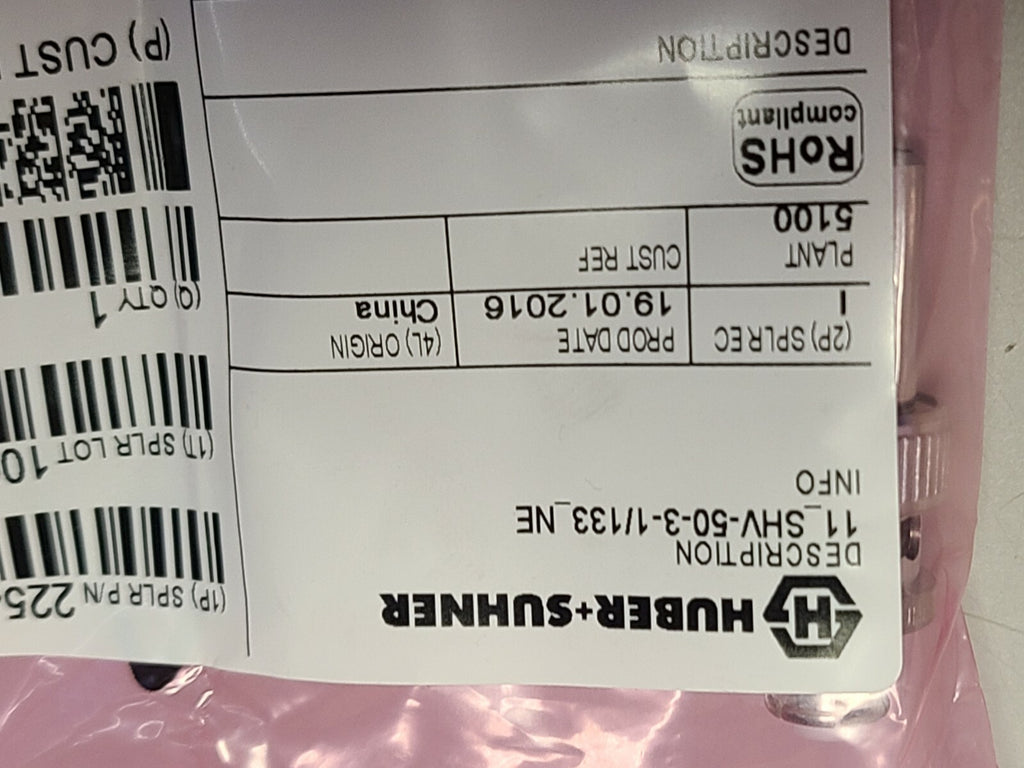 HUBER+SUHNER
DESCRIPTION
11_SHV-50-3-1/133_NE
INFO
(2P) SPLR EC
I
PROD DATE
19.01.2016
(4L) ORIGIN
China
PLANT
5100
CUST REF
RoHS
compliant
DESCRIPTION
(1P) SPLR P/N 225
(1T) SPLR LOT 10
(Q) QTY 1
(P) CUST